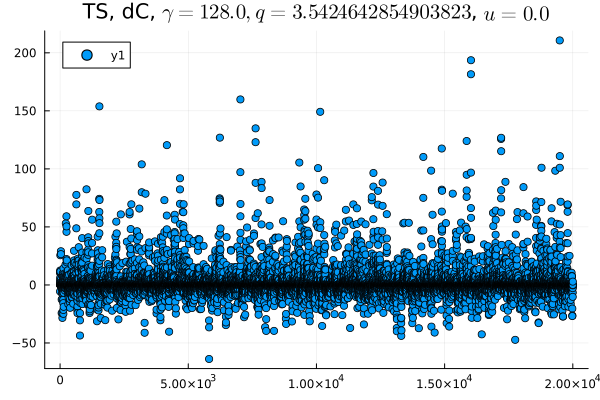 TS, dC, γ = 128.0, q = 3.5424642854903823, u = 0.0
y1
200
150
100
50
0
−50
0 5.00×10³ 1.00×10⁴ 1.50×10⁴ 2.00×10⁴